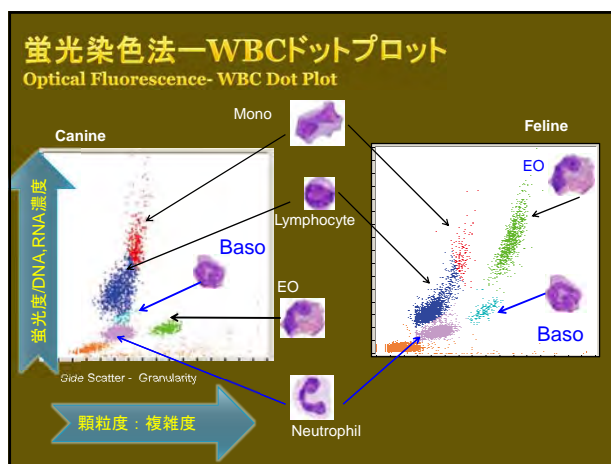 蛍光染色法ーWBCドットプロット
Optical Fluorescence- WBC Dot Plot
Mono
Canine
Feline
EO
Lymphocyte
Baso
EO
Baso
蛍光度/DNA,RNA濃度
Side Scatter - Granularity
顆粒度：複雑度
Neutrophil